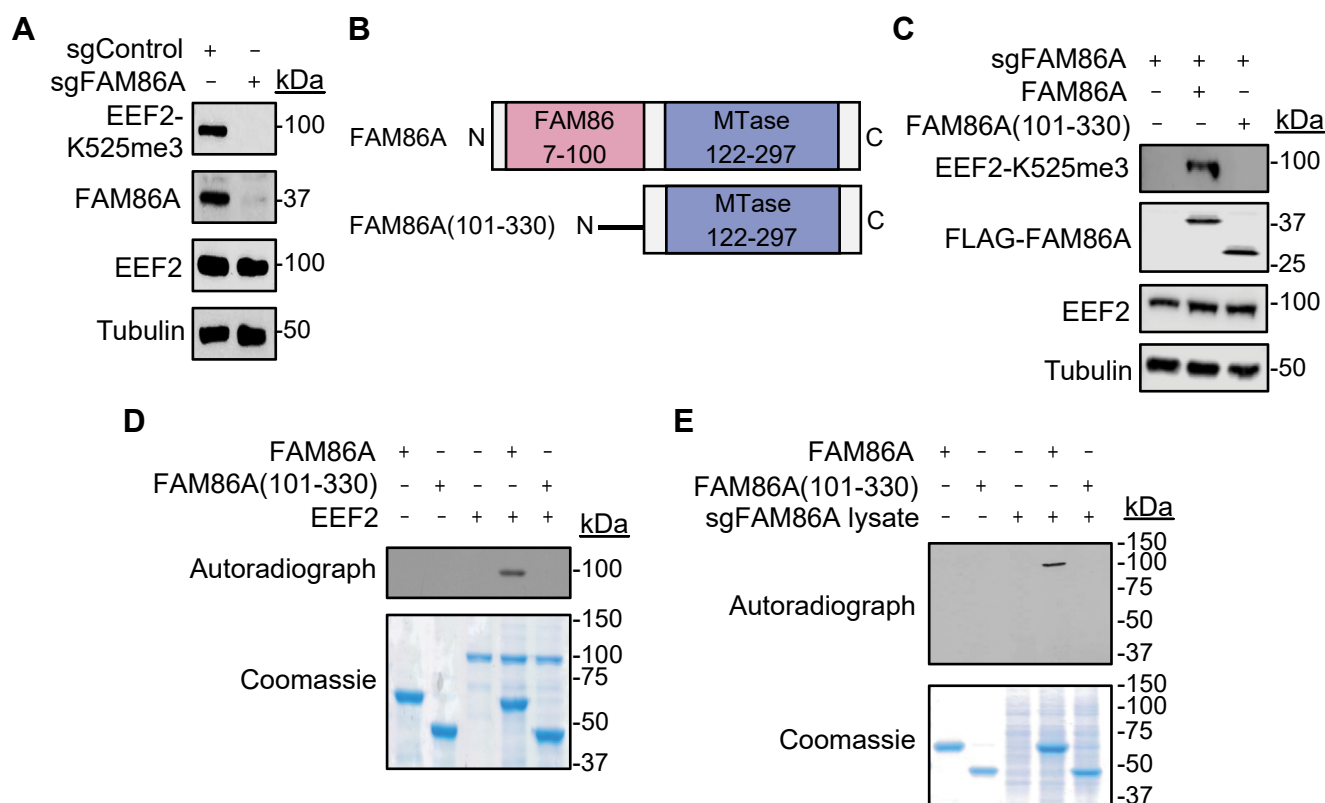 A
sgControl + –
sgFAM86A – + kDa
EEF2-
K525me3
-100
FAM86A -37
EEF2 -100
Tubulin -50
B
FAM86A N FAM86 MTase C
7-100 122-297
FAM86A(101-330) N MTase C
122-297
C
sgFAM86A + + +
FAM86A – + –
FAM86A(101-330) – – + kDa
EEF2-K525me3 -100
FLAG-FAM86A -37
-25
EEF2 -100
Tubulin -50
D
FAM86A + – – + –
FAM86A(101-330) – + – – +
EEF2 – – + + + kDa
Autoradiograph -100
Coomassie
-150
-100
-75
-50
-37
E
FAM86A + – – + –
FAM86A(101-330) – + – – +
sgFAM86A lysate – – + + + kDa
Autoradiograph
-150
-100
-75
-50
-37
Coomassie
-150
-100
-75
-50
-37